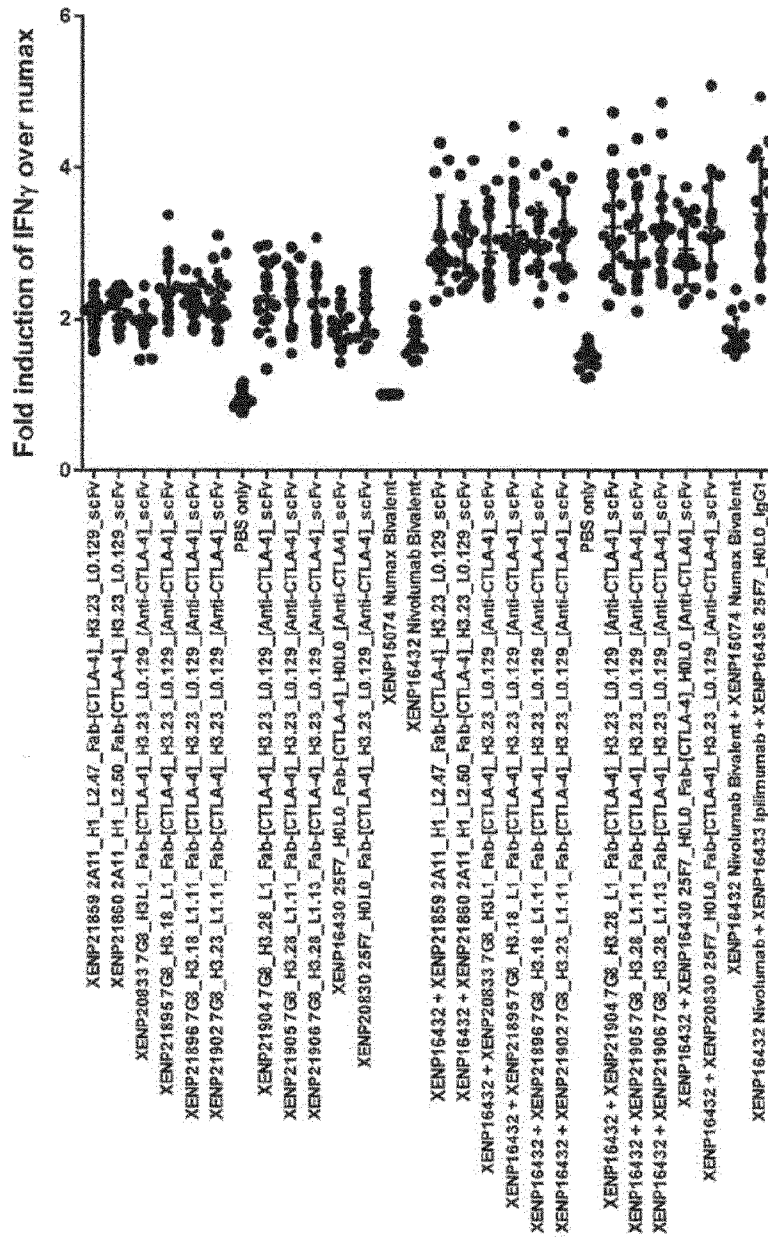 Fold induction of IFNγ over numax
6
4
2
0
XENP21859 2A11_H1_L2.47_Fab-[CTLA-4]_H3.23_L0.129_scFv
XENP21860 2A11_H1_L2.50_Fab-[CTLA-4]_H3.23_L0.129_scFv
XENP20833 7G8_H3L1_Fab-[CTLA-4]_H3.23_L0.129_[Anti-CTLA-4]_scFv
XENP21895 7G8_H3.18_L1_Fab-[CTLA-4]_H3.23_L0.129_[Anti-CTLA-4]_scFv
XENP21896 7G8_H3.18_L1.11_Fab-[CTLA-4]_H3.23_L0.129_[Anti-CTLA-4]_scFv
XENP21902 7G8_H3.23_L1.11_Fab-[CTLA-4]_H3.23_L0.129_[Anti-CTLA-4]_scFv
PBS only
XENP21904 7G8_H3.28_L1_Fab-[CTLA-4]_H3.23_L0.129_[Anti-CTLA-4]_scFv
XENP21905 7G8_H3.28_L1.11_Fab-[CTLA-4]_H3.23_L0.129_[Anti-CTLA-4]_scFv
XENP21906 7G8_H3.28_L1.13_Fab-[CTLA-4]_H3.23_L0.129_[Anti-CTLA-4]_scFv
XENP16430 25F7_H0L0_Fab-[CTLA-4]_H0L0_[Anti-CTLA4]_scFv
XENP20830 25F7_H0L0_Fab-[CTLA-4]_H3.23_L0.129_[Anti-CTLA-4]_scFv
XENP15074 Numax Bivalent
XENP16432 Nivolumab Bivalent
XENP16432 + XENP21859 2A11_H1_L2.47_Fab-[CTLA-4]_H3.23_L0.129_scFv
XENP16432 + XENP21860 2A11_H1_L2.50_Fab-[CTLA-4]_H3.23_L0.129_scFv
XENP16432 + XENP20833 7G8_H3L1_Fab-[CTLA-4]_H3.23_L0.129_[Anti-CTLA-4]_scFv
XENP16432 + XENP21895 7G8_H3.18_L1_Fab-[CTLA-4]_H3.23_L0.129_[Anti-CTLA-4]_scFv
XENP16432 + XENP21896 7G8_H3.18_L1.11_Fab-[CTLA-4]_H3.23_L0.129_[Anti-CTLA-4]_scFv
XENP16432 + XENP21902 7G8_H3.23_L1.11_Fab-[CTLA-4]_H3.23_L0.129_[Anti-CTLA-4]_scFv
PBS only
XENP16432 + XENP21904 7G8_H3.28_L1_Fab-[CTLA-4]_H3.23_L0.129_[Anti-CTLA-4]_scFv
XENP16432 + XENP21905 7G8_H3.28_L1.11_Fab-[CTLA-4]_H3.23_L0.129_[Anti-CTLA-4]_scFv
XENP16432 + XENP21906 7G8_H3.28_L1.13_Fab-[CTLA-4]_H3.23_L0.129_[Anti-CTLA-4]_scFv
XENP16432 + XENP16430 25F7_H0L0_Fab-[CTLA-4]_H0L0_[Anti-CTLA4]_scFv
XENP16432 + XENP20830 25F7_H0L0_Fab-[CTLA-4]_H3.23_L0.129_[Anti-CTLA-4]_scFv
XENP16432 Nivolumab Bivalent + XENP15074 Numax Bivalent
XENP16432 Nivolumab + XENP16433 Ipilimumab + XENP16436 25F7_H0L0_IgG1